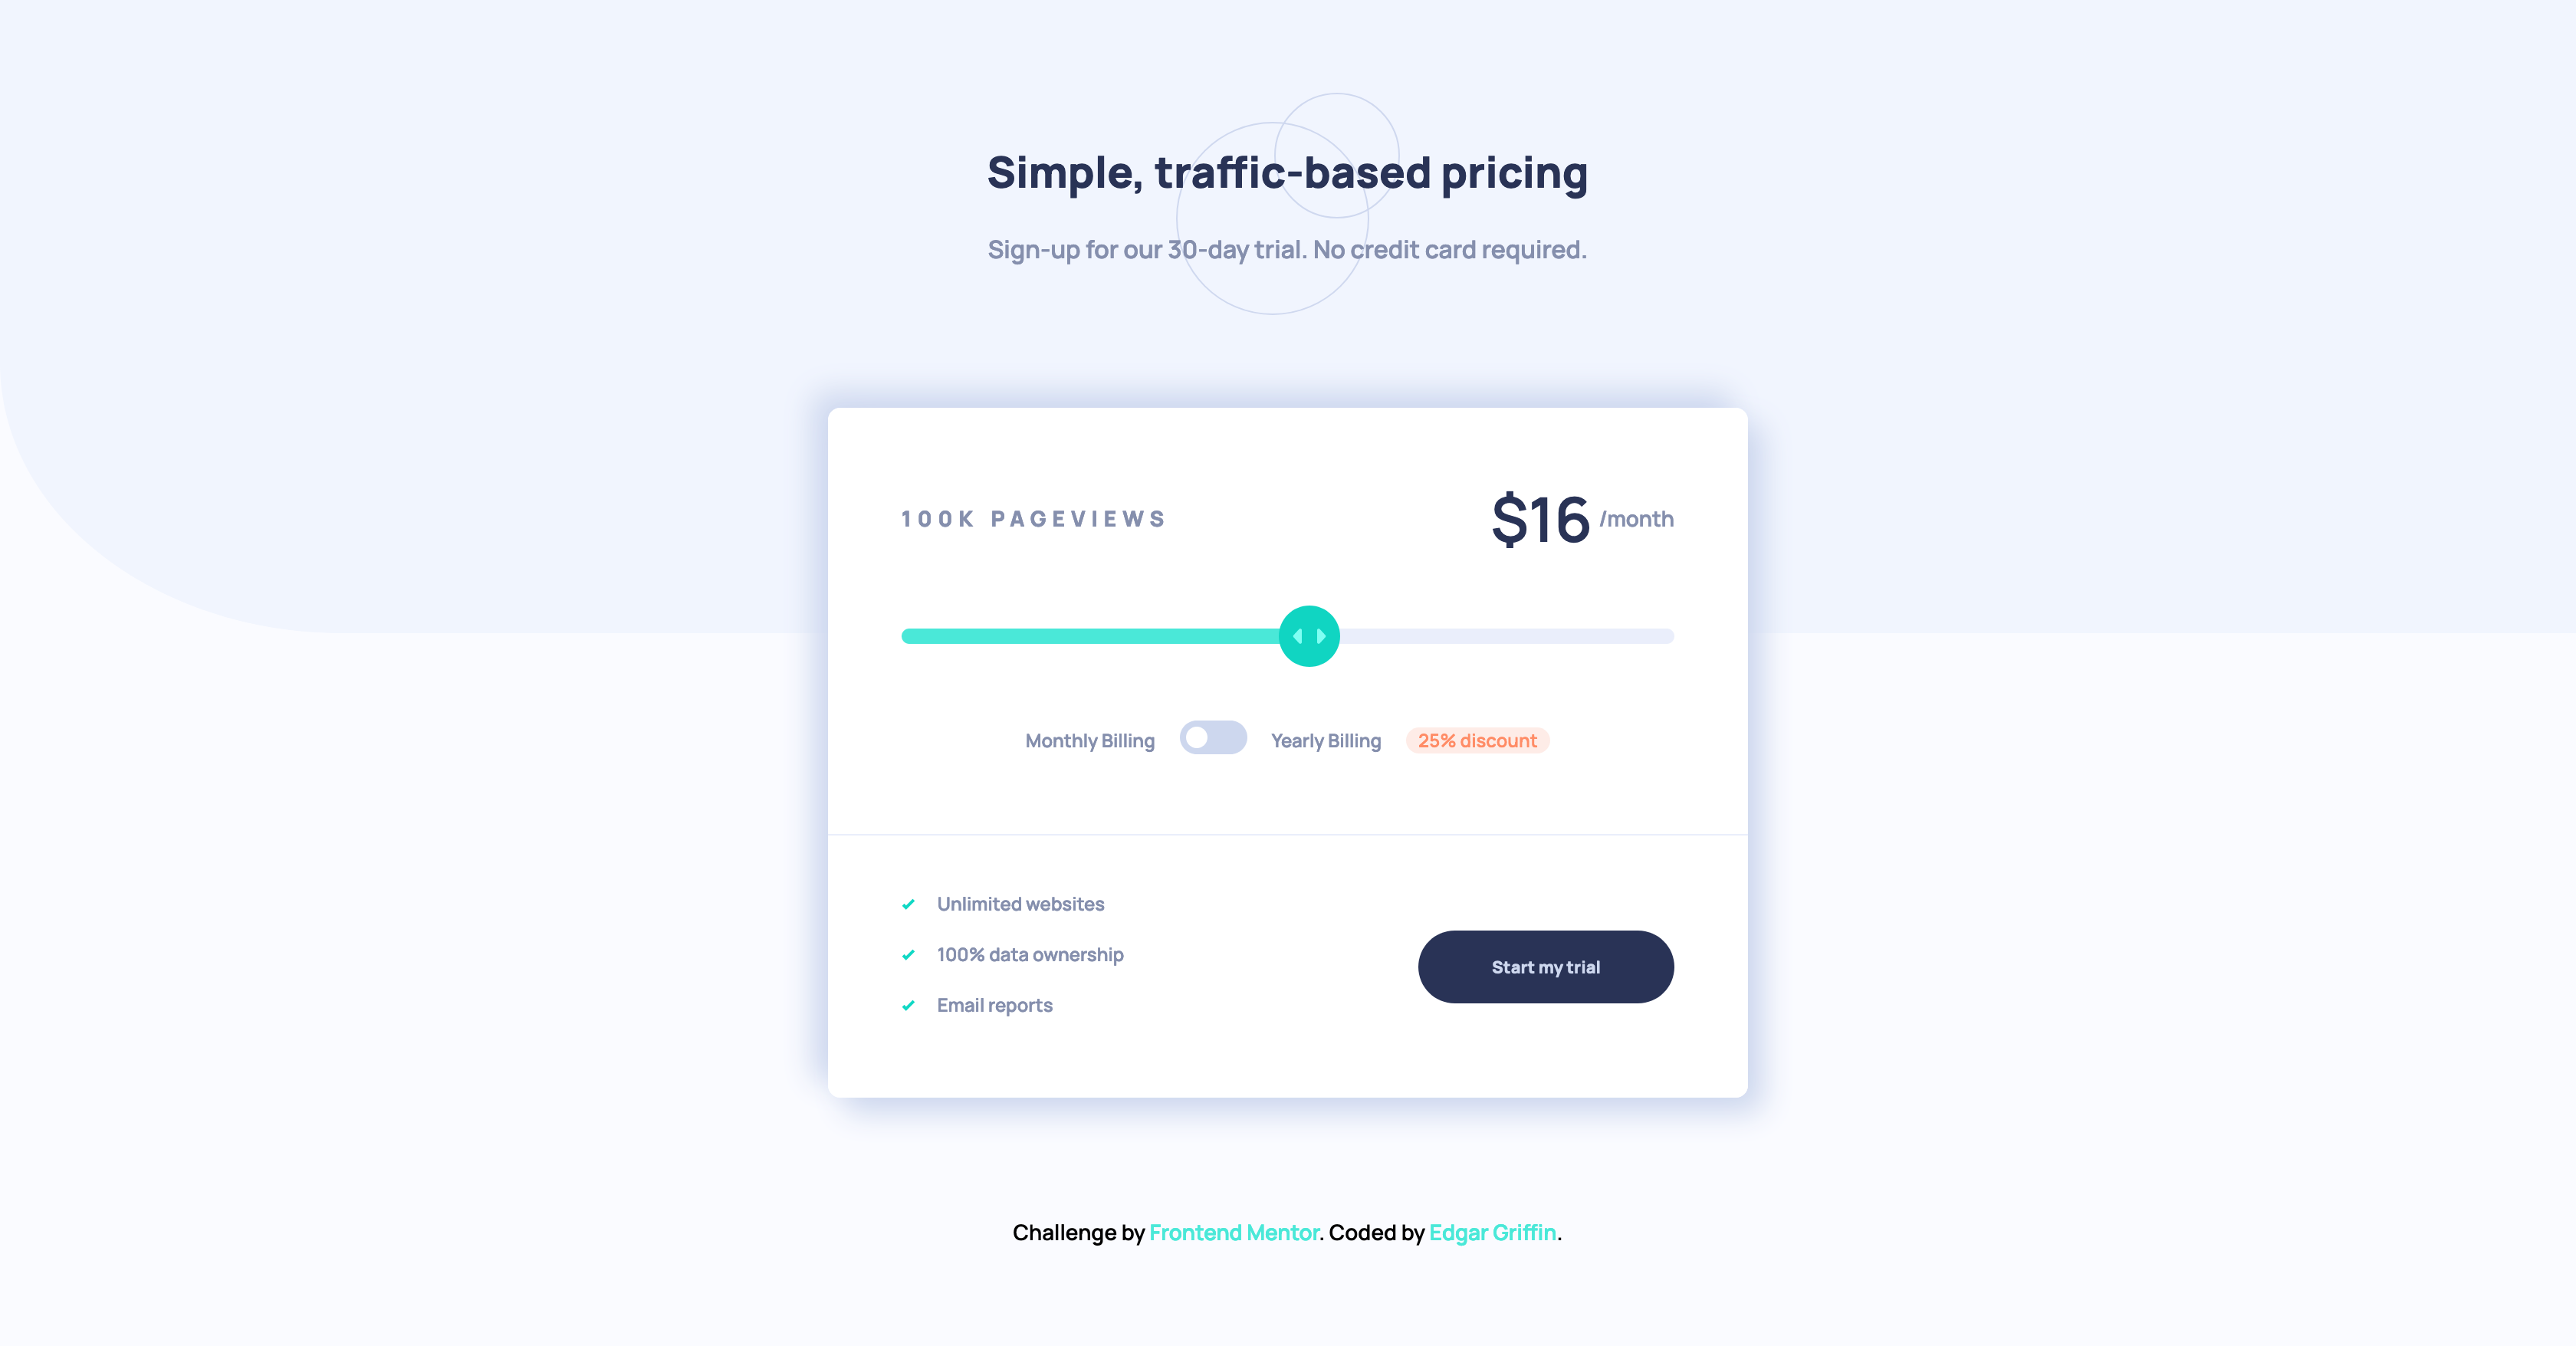 Simple, traffic-based pricing
Sign-up for our 30-day trial. No credit card required.
100K PAGEVIEWS
$16 /month
Monthly Billing
Yearly Billing
25% discount
Unlimited websites
100% data ownership
Email reports
Start my trial
Challenge by Frontend Mentor. Coded by Edgar Griffin.